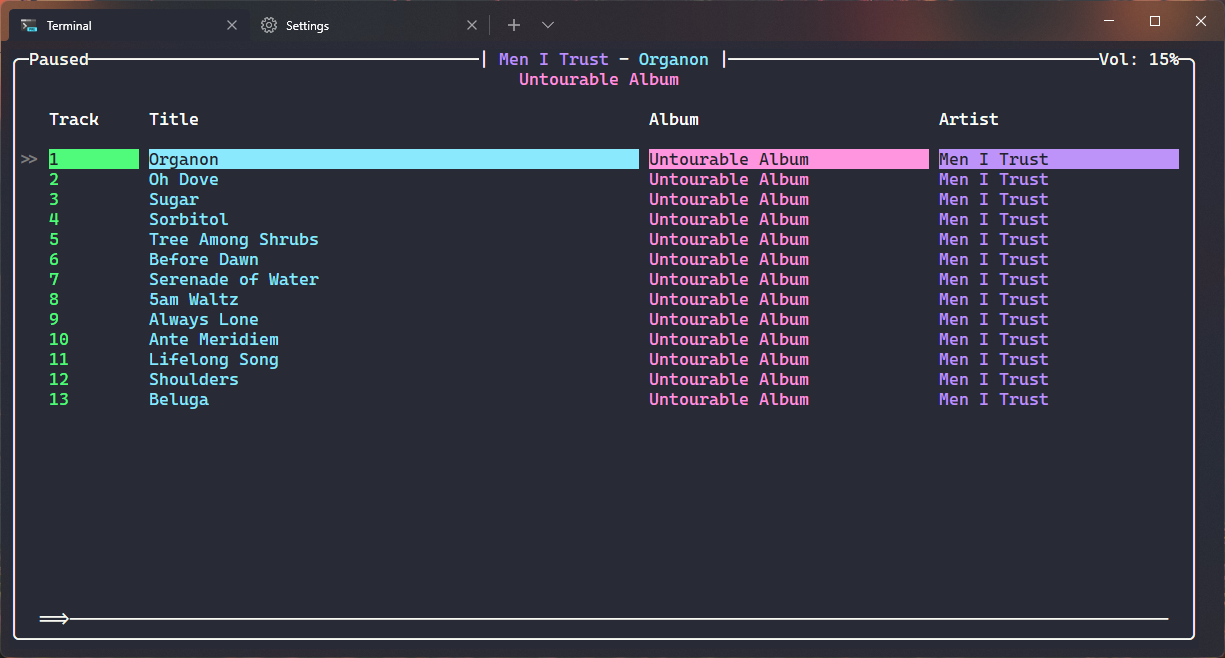 Terminal Settings
Paused Men I Trust - Organon Vol: 15%
Untourable Album
Track Title Album Artist
>> 1 Organon Untourable Album Men I Trust
2 Oh Dove Untourable Album Men I Trust
3 Sugar Untourable Album Men I Trust
4 Sorbitol Untourable Album Men I Trust
5 Tree Among Shrubs Untourable Album Men I Trust
6 Before Dawn Untourable Album Men I Trust
7 Serenade of Water Untourable Album Men I Trust
8 5am Waltz Untourable Album Men I Trust
9 Always Lone Untourable Album Men I Trust
10 Ante Meridiem Untourable Album Men I Trust
11 Lifelong Song Untourable Album Men I Trust
12 Shoulders Untourable Album Men I Trust
13 Beluga Untourable Album Men I Trust